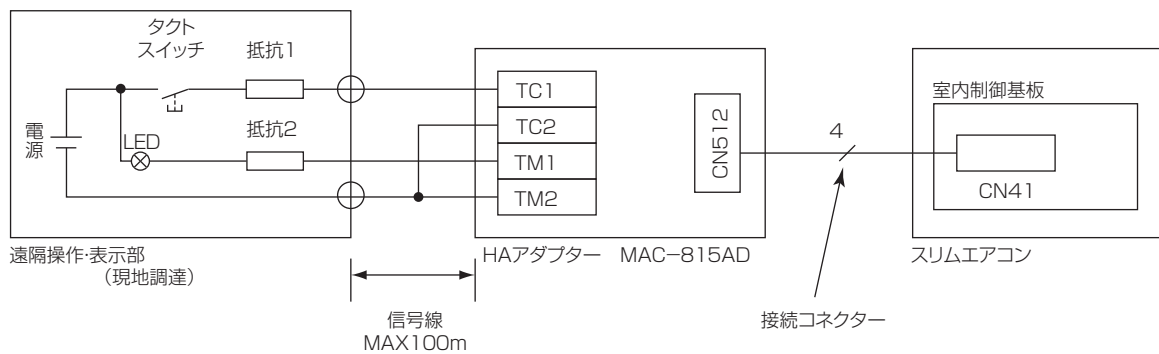 タクト
スイッチ
抵抗1
電源
LED
抵抗2
遠隔操作・表示部
（現地調達）
信号線
MAX100m
TC1
TC2
TM1
TM2
CN512
HAアダプター MAC−815AD
4
接続コネクター
室内制御基板
CN41
スリムエアコン